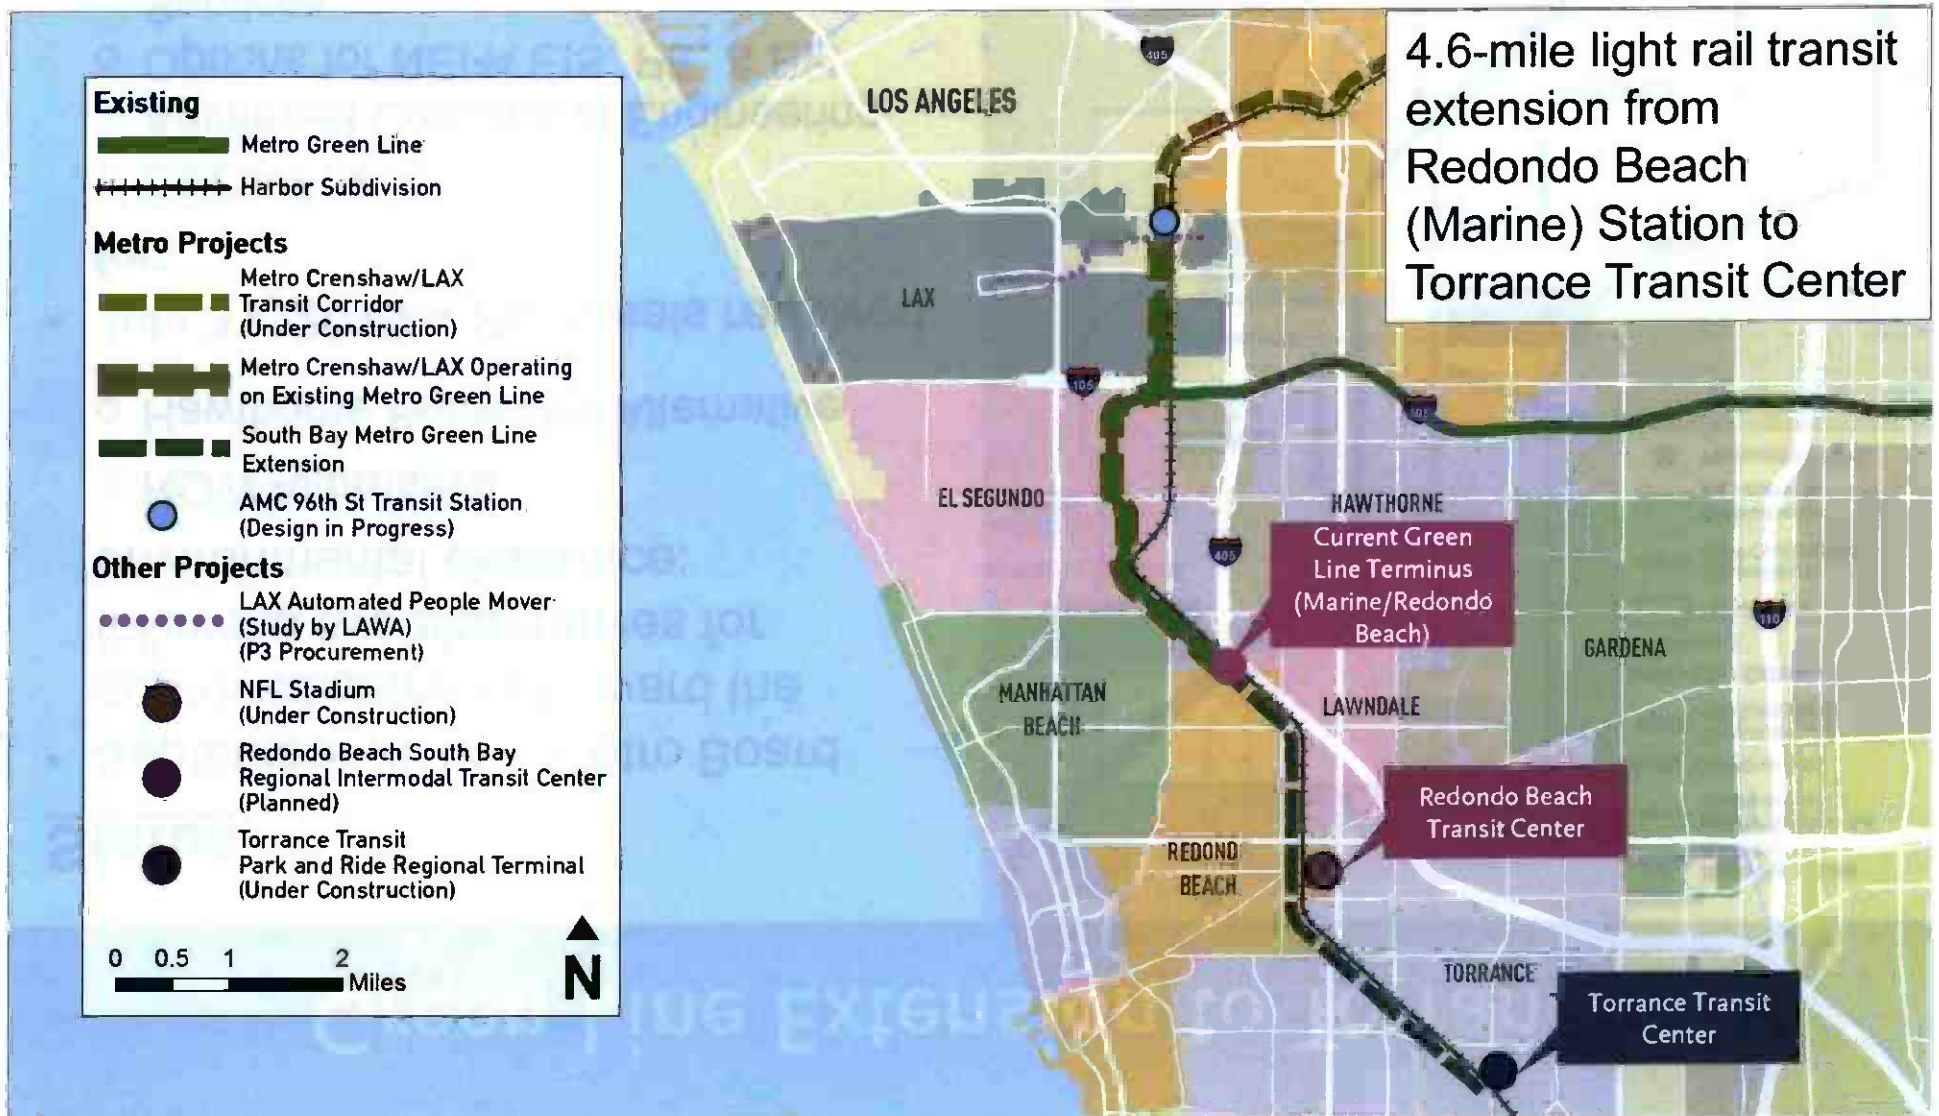 Existing
Metro Green Line
Harbor Subdivision
Metro Projects
Metro Crenshaw/LAX
Transit Corridor
(Under Construction)
Metro Crenshaw/LAX Operating
on Existing Metro Green Line
South Bay Metro Green Line
Extension
AMC 96th St Transit Station
(Design in Progress)
Other Projects
LAX Automated People Mover
(Study by LAWA)
(P3 Procurement)
NFL Stadium
(Under Construction)
Redondo Beach South Bay
Regional Intermodal Transit Center
(Planned)
Torrance Transit
Park and Ride Regional Terminal
(Under Construction)
0 0.5 1 2
Miles
N
4.6-mile light rail transit
extension from
Redondo Beach
(Marine) Station to
Torrance Transit Center
405
LOS ANGELES
LAX
105
EL SEGUNDO
HAWTHORNE
405
Current Green
Line Terminus
(Marine/Redondo
Beach)
110
GARDENA
MANHATTAN
BEACH
LAWNDALE
Redondo Beach
Transit Center
REDOND
BEACH
TORRANCE
Torrance Transit
Center